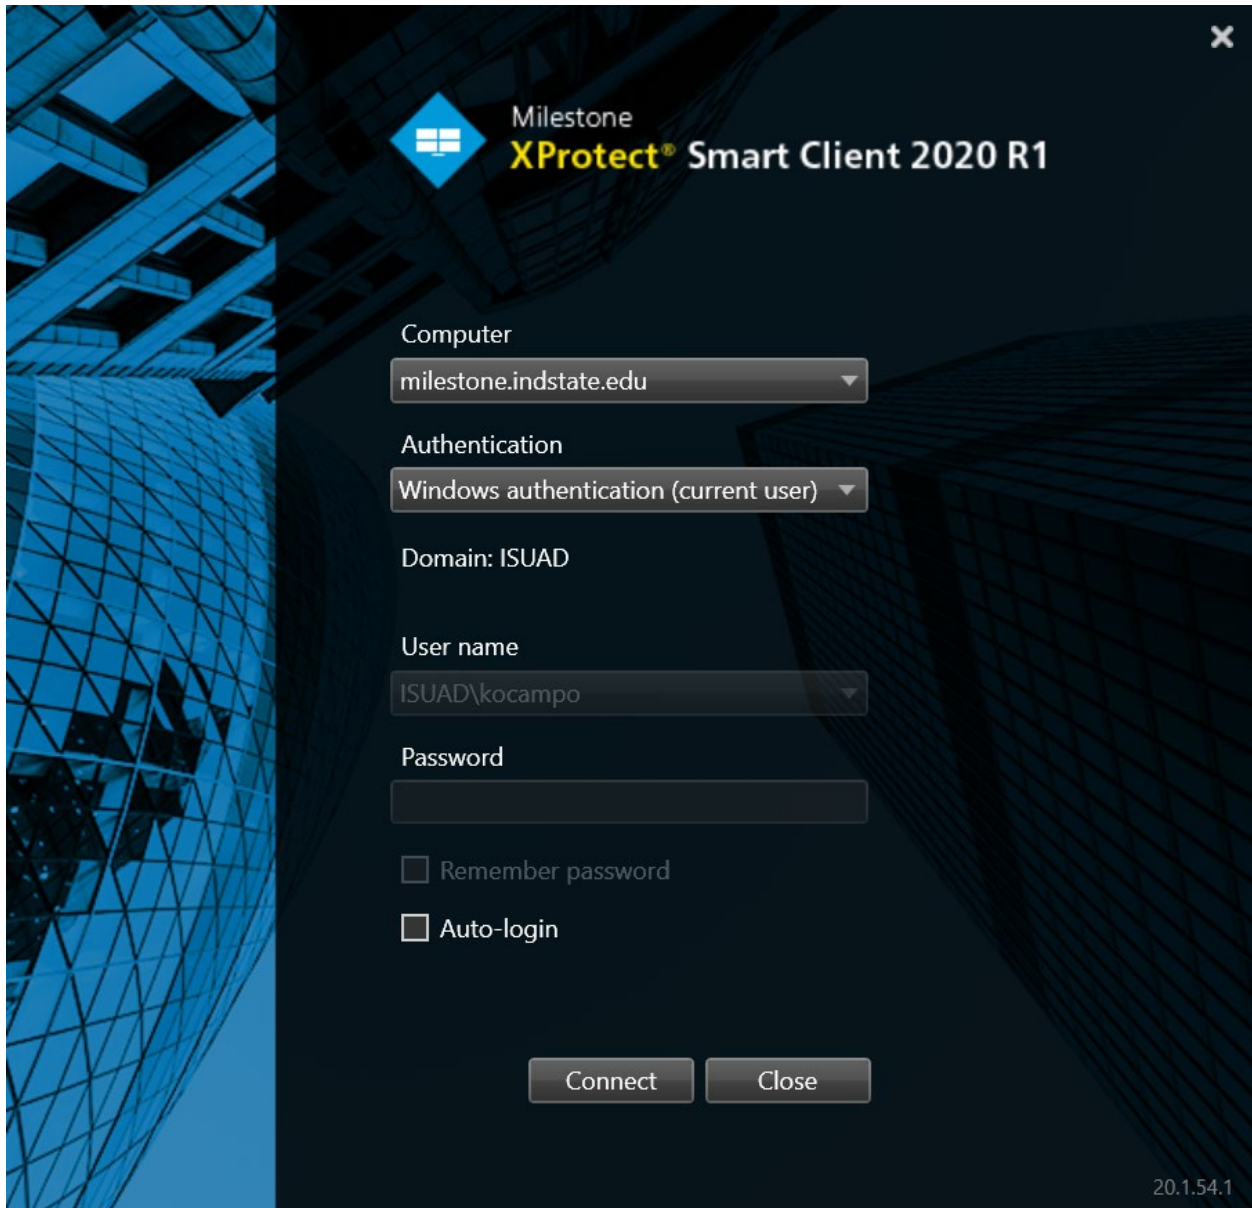 Milestone
XProtect® Smart Client 2020 R1
Computer
milestone.indstate.edu
Authentication
Windows authentication (current user)
Domain: ISUAD
User name
ISUAD\kocampo
Password
Remember password
Auto-login
Connect
Close
20.1.54.1